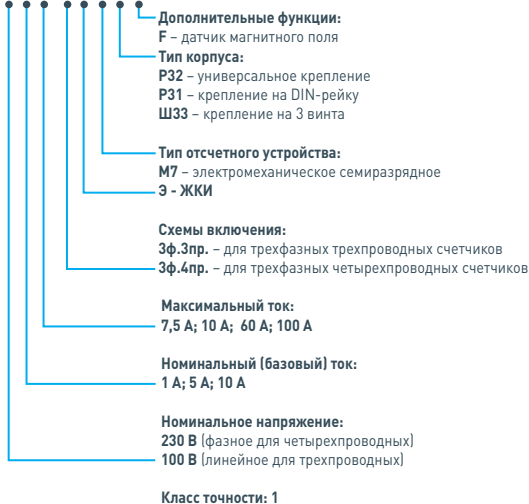 Дополнительные функции:
F – датчик магнитного поля
Тип корпуса:
Р32 – универсальное крепление
Р31 – крепление на DIN-рейку
Ш33 – крепление на 3 винта
Тип отсчетного устройства:
М7 – электромеханическое семиразрядное
Э - ЖКИ
Схемы включения:
3ф.3пр. – для трехфазных трехпроводных счетчиков
3ф.4пр. – для трехфазных четырехпроводных счетчиков
Максимальный ток:
7,5 А; 10 А; 60 А; 100 А
Номинальный (базовый) ток:
1 А; 5 А; 10 А
Номинальное напряжение:
230 В (фазное для четырехпроводных)
100 В (линейное для трехпроводных)
Класс точности: 1